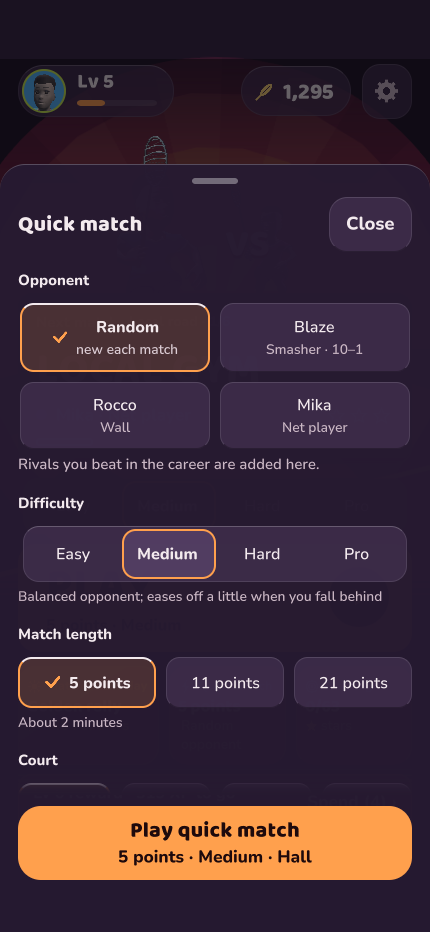 Lv 5
1,295
Quick match
Close
Opponent
Random
new each match
Blaze
Smasher · 10–1
Rocco
Wall
Mika
Net player
Rivals you beat in the career are added here.
Difficulty
Easy
Medium
Hard
Pro
Balanced opponent; eases off a little when you fall behind
Match length
5 points
11 points
21 points
About 2 minutes
Court
Play quick match
5 points · Medium · Hall